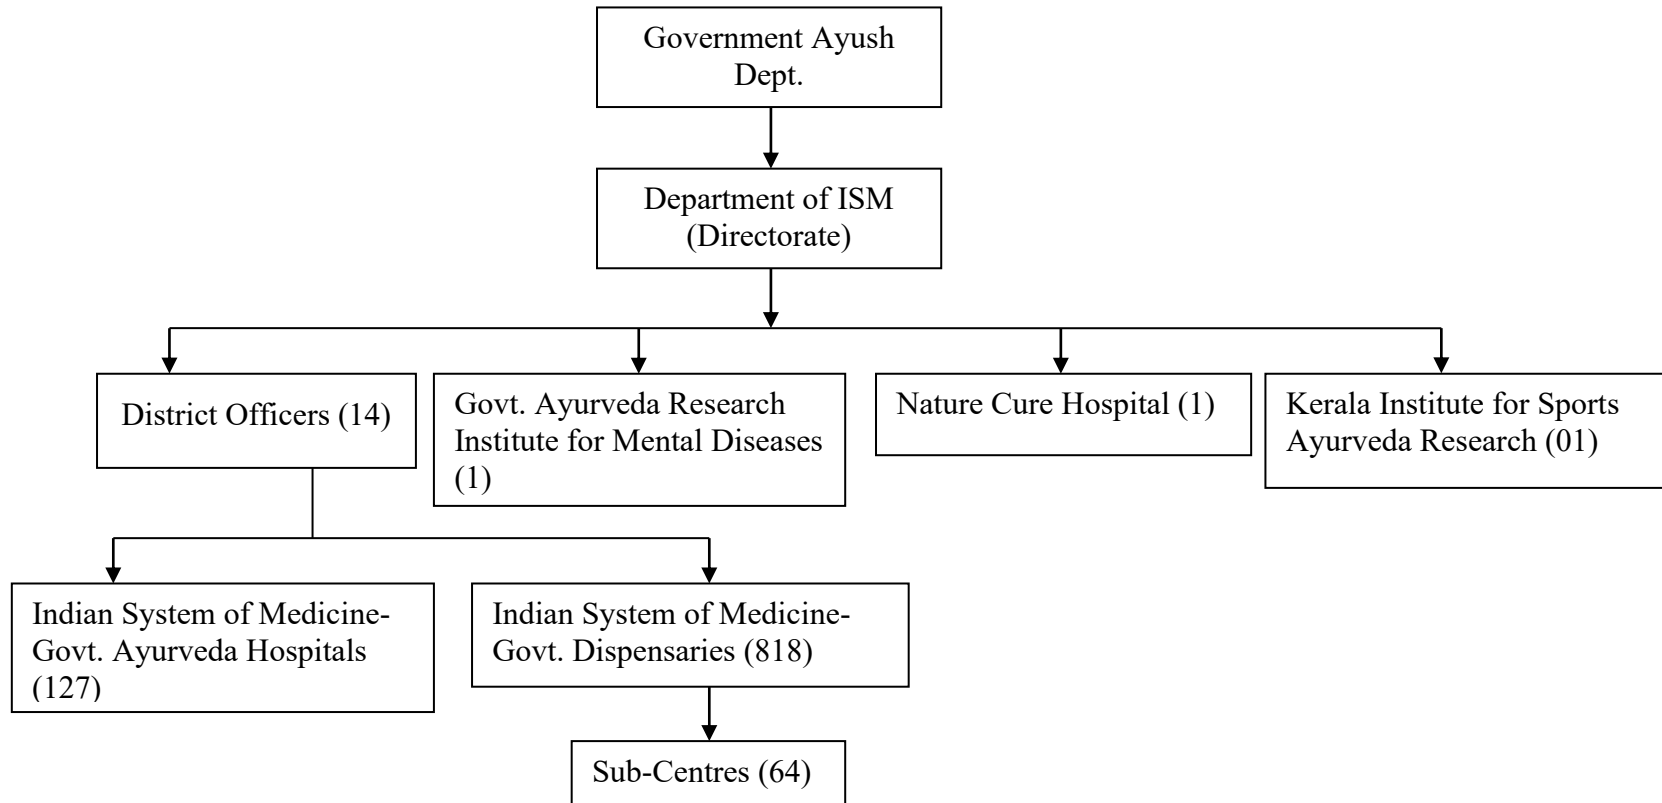 Government Ayush
Dept.
Department of ISM
(Directorate)
District Officers (14)
Govt. Ayurveda Research
Institute for Mental Diseases
(1)
Nature Cure Hospital (1)
Kerala Institute for Sports
Ayurveda Research (01)
Indian System of Medicine-
Govt. Ayurveda Hospitals
(127)
Indian System of Medicine-
Govt. Dispensaries (818)
Sub-Centres (64)